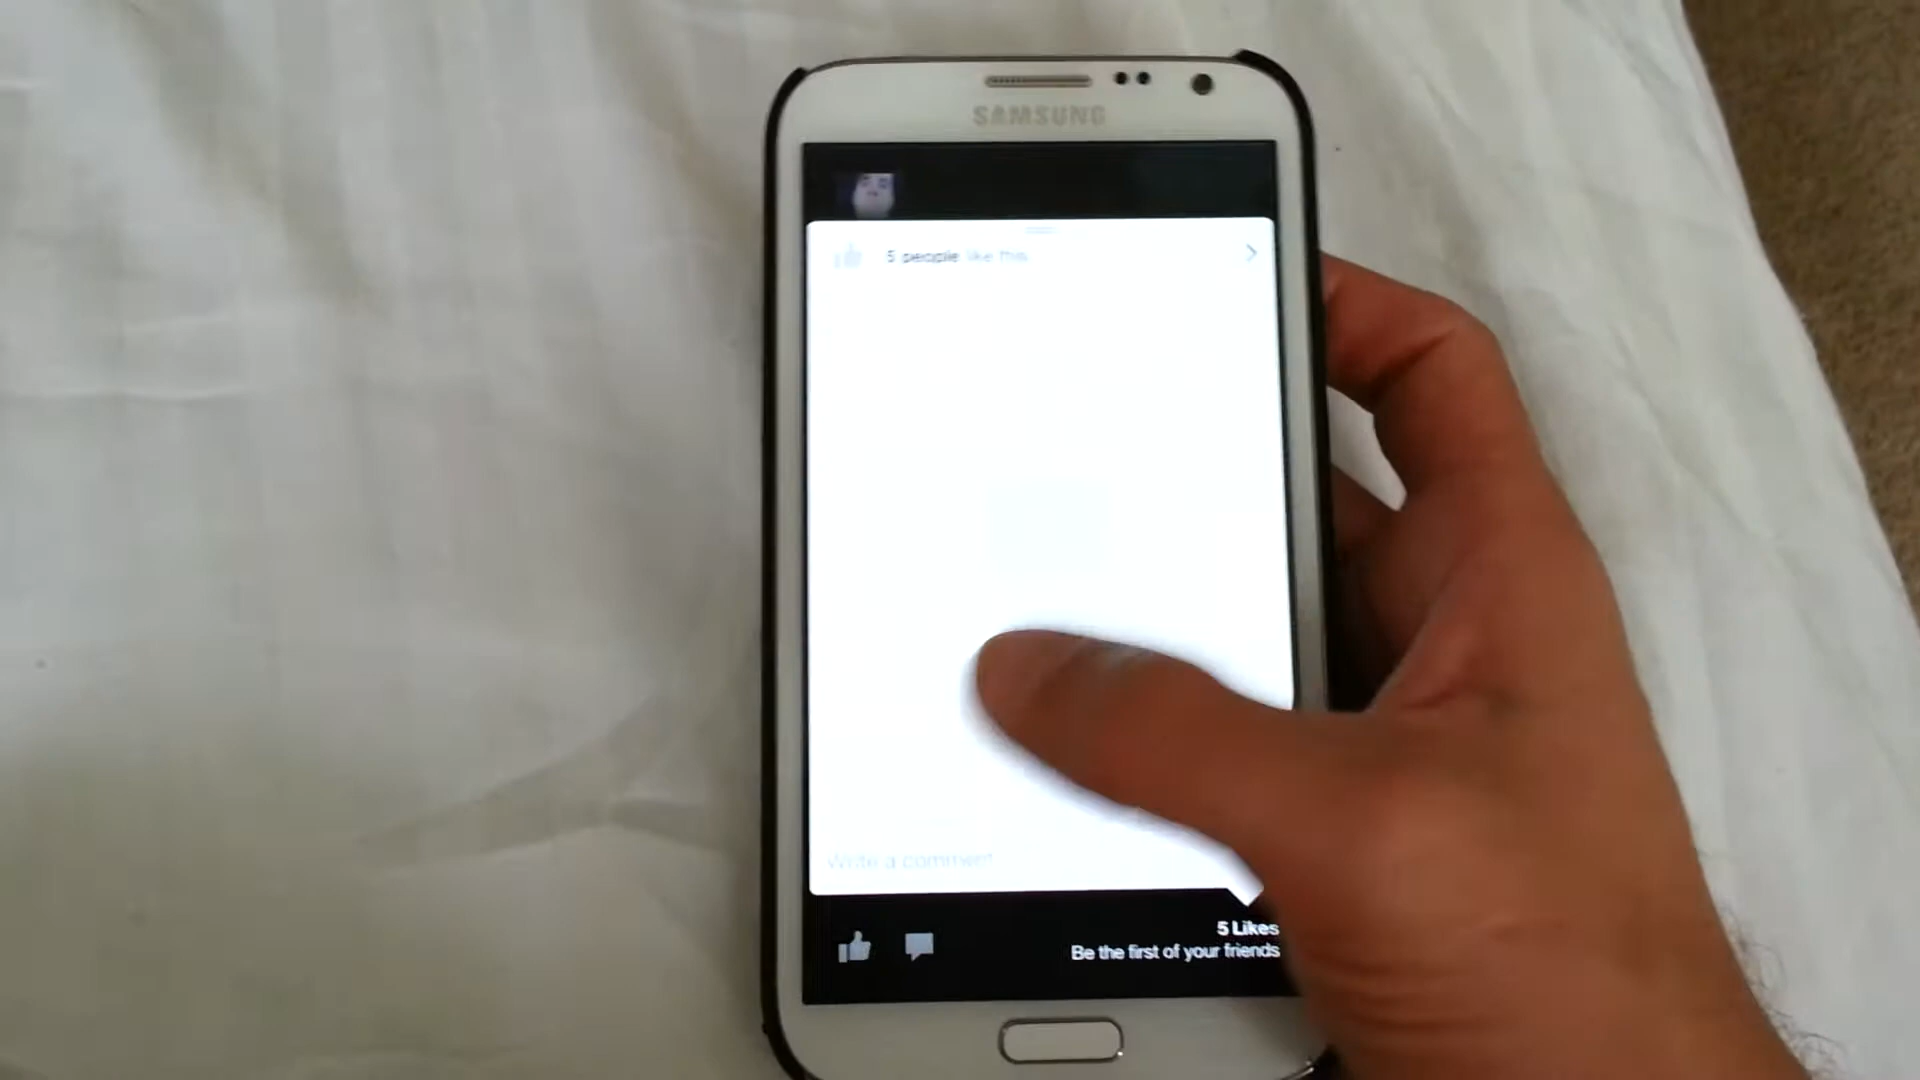 SAMSUNG
5 people like this
Write a comment
5 Likes
Be the first of your friends